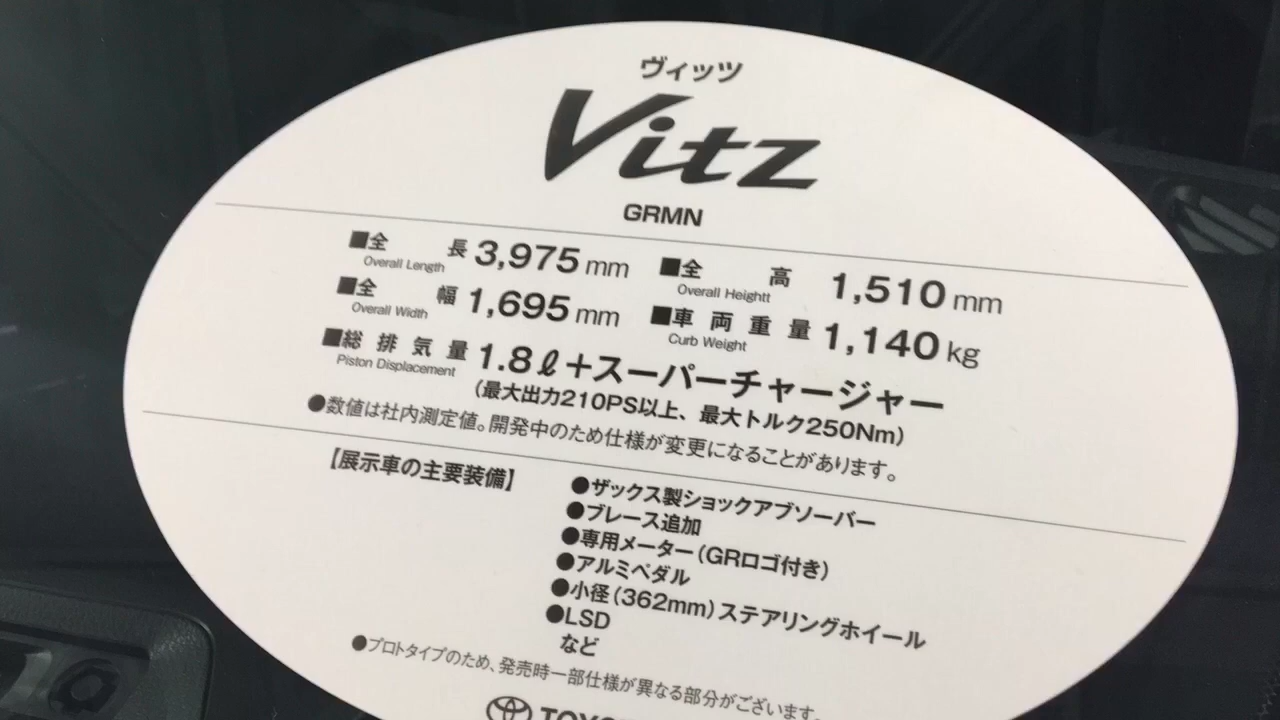 ヴィッツ
Vitz
GRMN
■全長 3,975mm ■全高 1,510mm
Overall Length Overall Heightt
■全幅 1,695mm ■車両重量 1,140kg
Overall Width Curb Weight
■総排気量 1.8ℓ＋スーパーチャージャー
Piston Displacement
(最大出力210PS以上、最大トルク250Nm)
●数値は社内測定値。開発中のため仕様が変更になることがあります。
【展示車の主要装備】
●ザックス製ショックアブソーバー
●ブレース追加
●専用メーター(GRロゴ付き)
●アルミペダル
●小径(362mm)ステアリングホイール
●LSD
など
●プロトタイプのため、発売時一部仕様が異なる部分がございます。